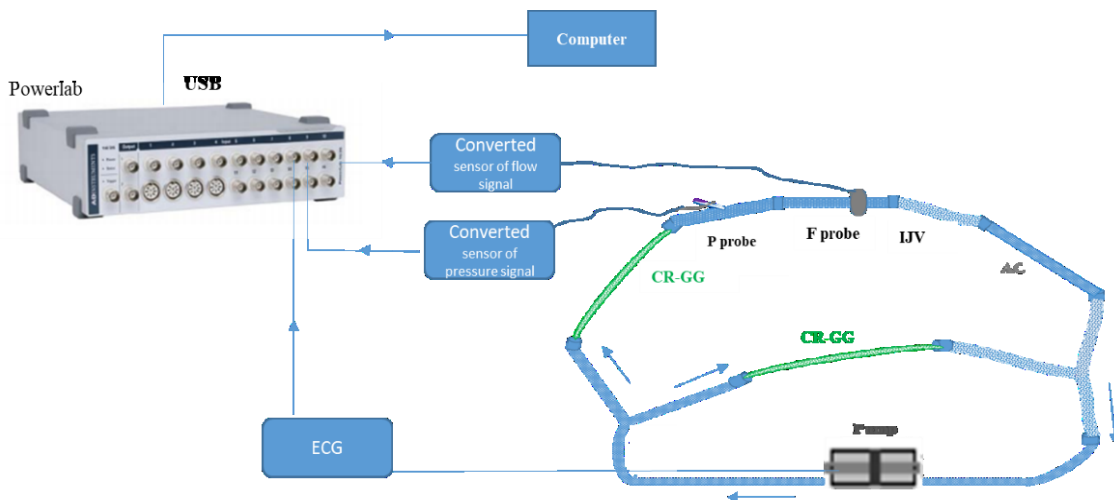 Computer
USB
Powerlab
Converted
sensor of flow
signal
P probe
F probe
IJV
Converted
sensor of
pressure signal
CR-GG
A.C.
CR-GG
Pump
ECG